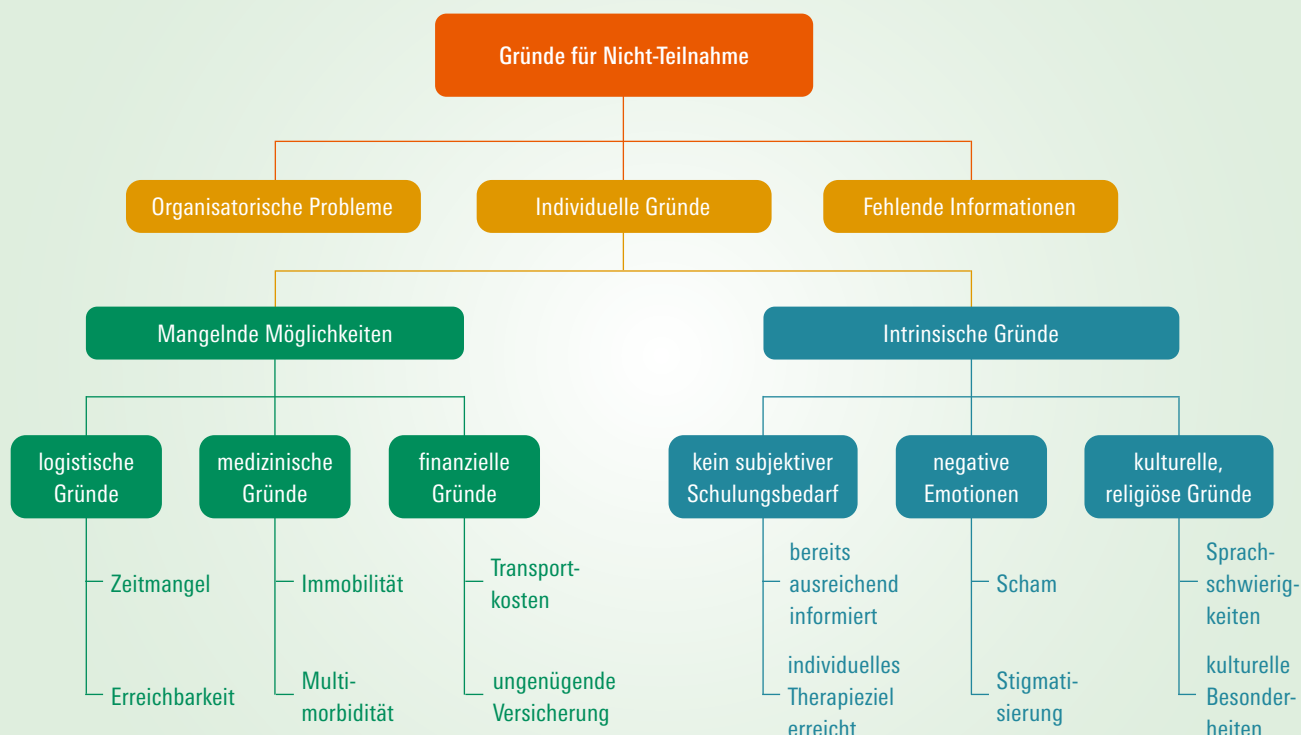 Gründe für Nicht-Teilnahme
Organisatorische Probleme
Individuelle Gründe
Fehlende Informationen
Mangelnde Möglichkeiten
Intrinsische Gründe
logistische
Gründe
medizinische
Gründe
finanzielle
Gründe
kein subjektiver
Schulungsbedarf
negative
Emotionen
kulturelle,
religiöse Gründe
Zeitmangel
Immobilität
Transport-
kosten
bereits
ausreichend
informiert
Scham
Sprach-
schwierig-
keiten
Erreichbarkeit
Multi-
morbidität
ungenügende
Versicherung
individuelles
Therapieziel
erreicht
Stigmati-
sierung
kulturelle
Besonder-
heiten